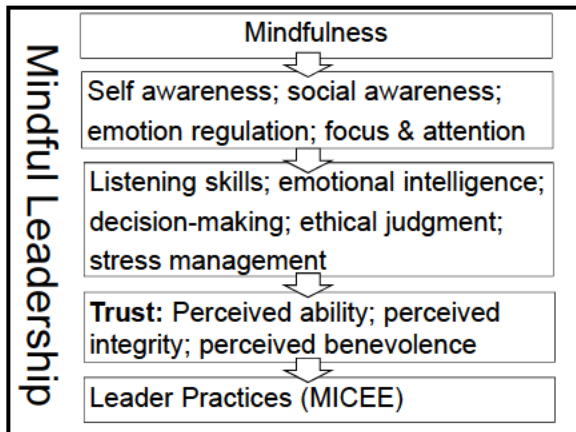 Mindful Leadership
Mindfulness
Self awareness; social awareness;
emotion regulation; focus & attention
Listening skills; emotional intelligence;
decision-making; ethical judgment;
stress management
Trust: Perceived ability; perceived
integrity; perceived benevolence
Leader Practices (MICEE)